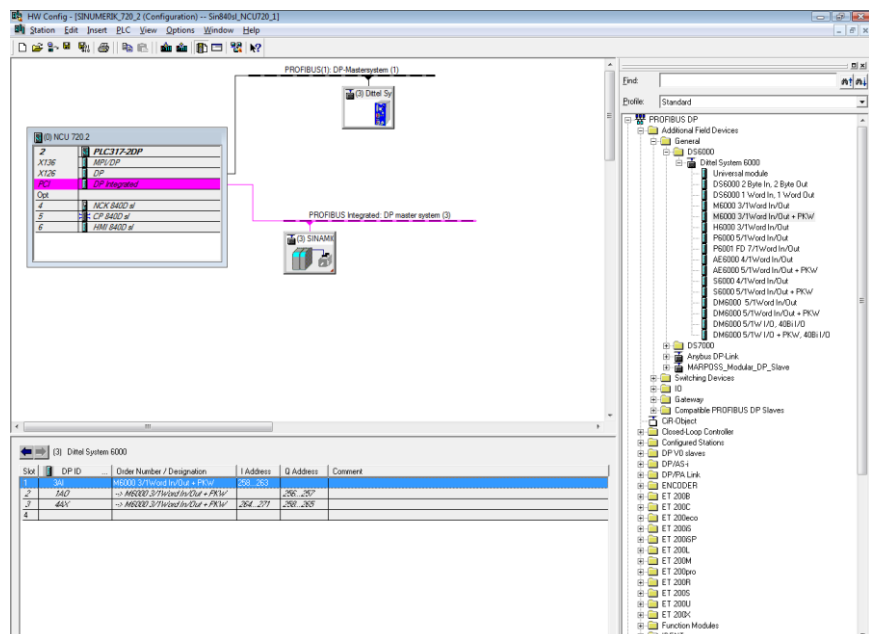 HW Config - [SINUMERIK_720_2 (Configuration) -- Sin840sl_NCU720_1]
Station Edit Insert PLC View Options Window Help
PROFIBUS(1): DP-Mastersystem (1)
(3) Dittel Sy
(0) NCU 720.2
2 PLC317-2DP
X136 MPI/DP
X126 DP
PCI DP Integrated
Opt
4 NCK 840D sl
5 CP 840D sl
6 HMI 840D sl
PROFIBUS Integrated: DP master system (3)
(3) SINAM
(3) Dittel System 6000
Slot DP ID ... Order Number / Designation I Address Q Address Comment
1 3AI M6000 3/1Word In/Out + PKW 258...263
2 1AO -> M6000 3/1Word In/Out + PKW 256...257
3 4AX -> M6000 3/1Word In/Out + PKW 264...271 258...265
4
Find:
Profile: Standard
PROFIBUS DP
Additional Field Devices
General
DS6000
Dittel System 6000
Universal module
DS6000 2 Byte In, 2 Byte Out
DS6000 1 Word In, 1 Word Out
M6000 3/1Word In/Out
M6000 3/1Word In/Out + PKW
H6000 3/1Word In/Out
P6000 5/1Word In/Out
P6001 FD 7/1Word In/Out
AE6000 4/1Word In/Out
AE6000 5/1Word In/Out + PKW
S6000 4/1Word In/Out
S6000 5/1Word In/Out + PKW
DM6000 5/1Word In/Out
DM6000 5/1Word In/Out + PKW
DM6000 5/1W I/O, 40Bi I/O
DM6000 5/1W I/O + PKW, 40Bi I/O
DS7000
Anybus DP-Link
MARPOSS_Modular_DP_Slave
Switching Devices
IO
Gateway
Compatible PROFIBUS DP Slaves
CiR-Object
Closed-Loop Controller
Configured Stations
DP V0 slaves
DP/AS-i
DP/PA Link
ENCODER
ET 200B
ET 200C
ET 200eco
ET 200iS
ET 200iSP
ET 200L
ET 200M
ET 200pro
ET 200R
ET 200S
ET 200U
ET 200X
Function Modules